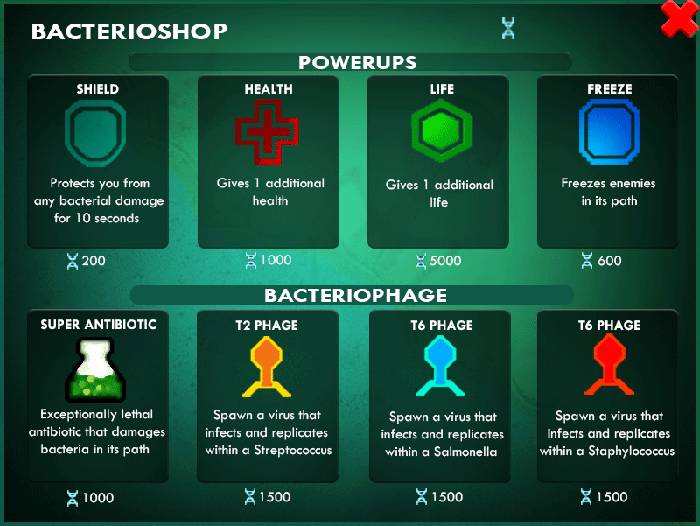 BACTERIOSHOP
POWERUPS
SHIELD
Protects you from
any bacterial damage
for 10 seconds
200
HEALTH
Gives 1 additional
health
1000
LIFE
Gives 1 additional
life
5000
FREEZE
Freezes enemies
in its path
600
BACTERIOPHAGE
SUPER ANTIBIOTIC
Exceptionally lethal
antibiotic that damages
bacteria in its path
1000
T2 PHAGE
Spawn a virus that
infects and replicates
within a Streptococcus
1500
T6 PHAGE
Spawn a virus that
infects and replicates
within a Salmonella
1500
T6 PHAGE
Spawn a virus that
infects and replicates
within a Staphylococcus
1500